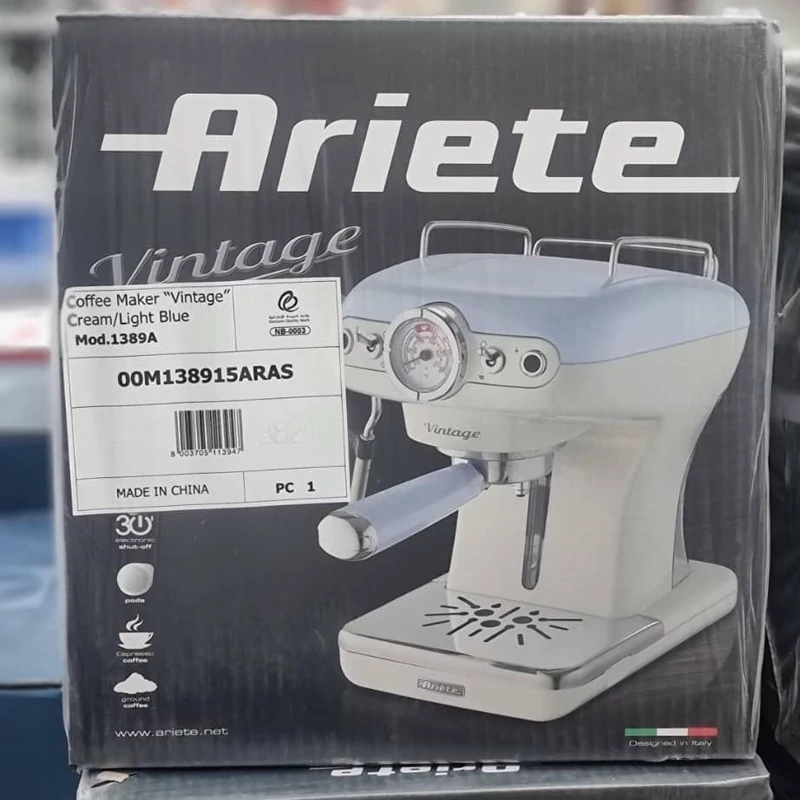 Ariete
Vintage
Coffee Maker “Vintage”
Cream/Light Blue
Mod.1389A
NB-0003
00M138915ARAS
8 003705 113947
MADE IN CHINA
PC 1
Vintage
30
electronic
shut-off
pods
Espresso
coffee
ground
coffee
Ariete
www.ariete.net
Designed in Italy
Ariete